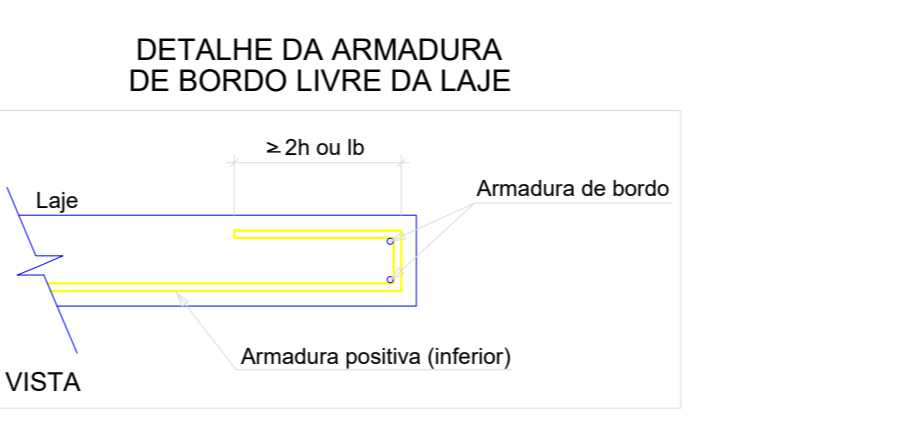 DETALHE DA ARMADURA
DE BORDO LIVRE DA LAJE
≥ 2h ou lb
Armadura de bordo
Laje
Armadura positiva (inferior)
VISTA